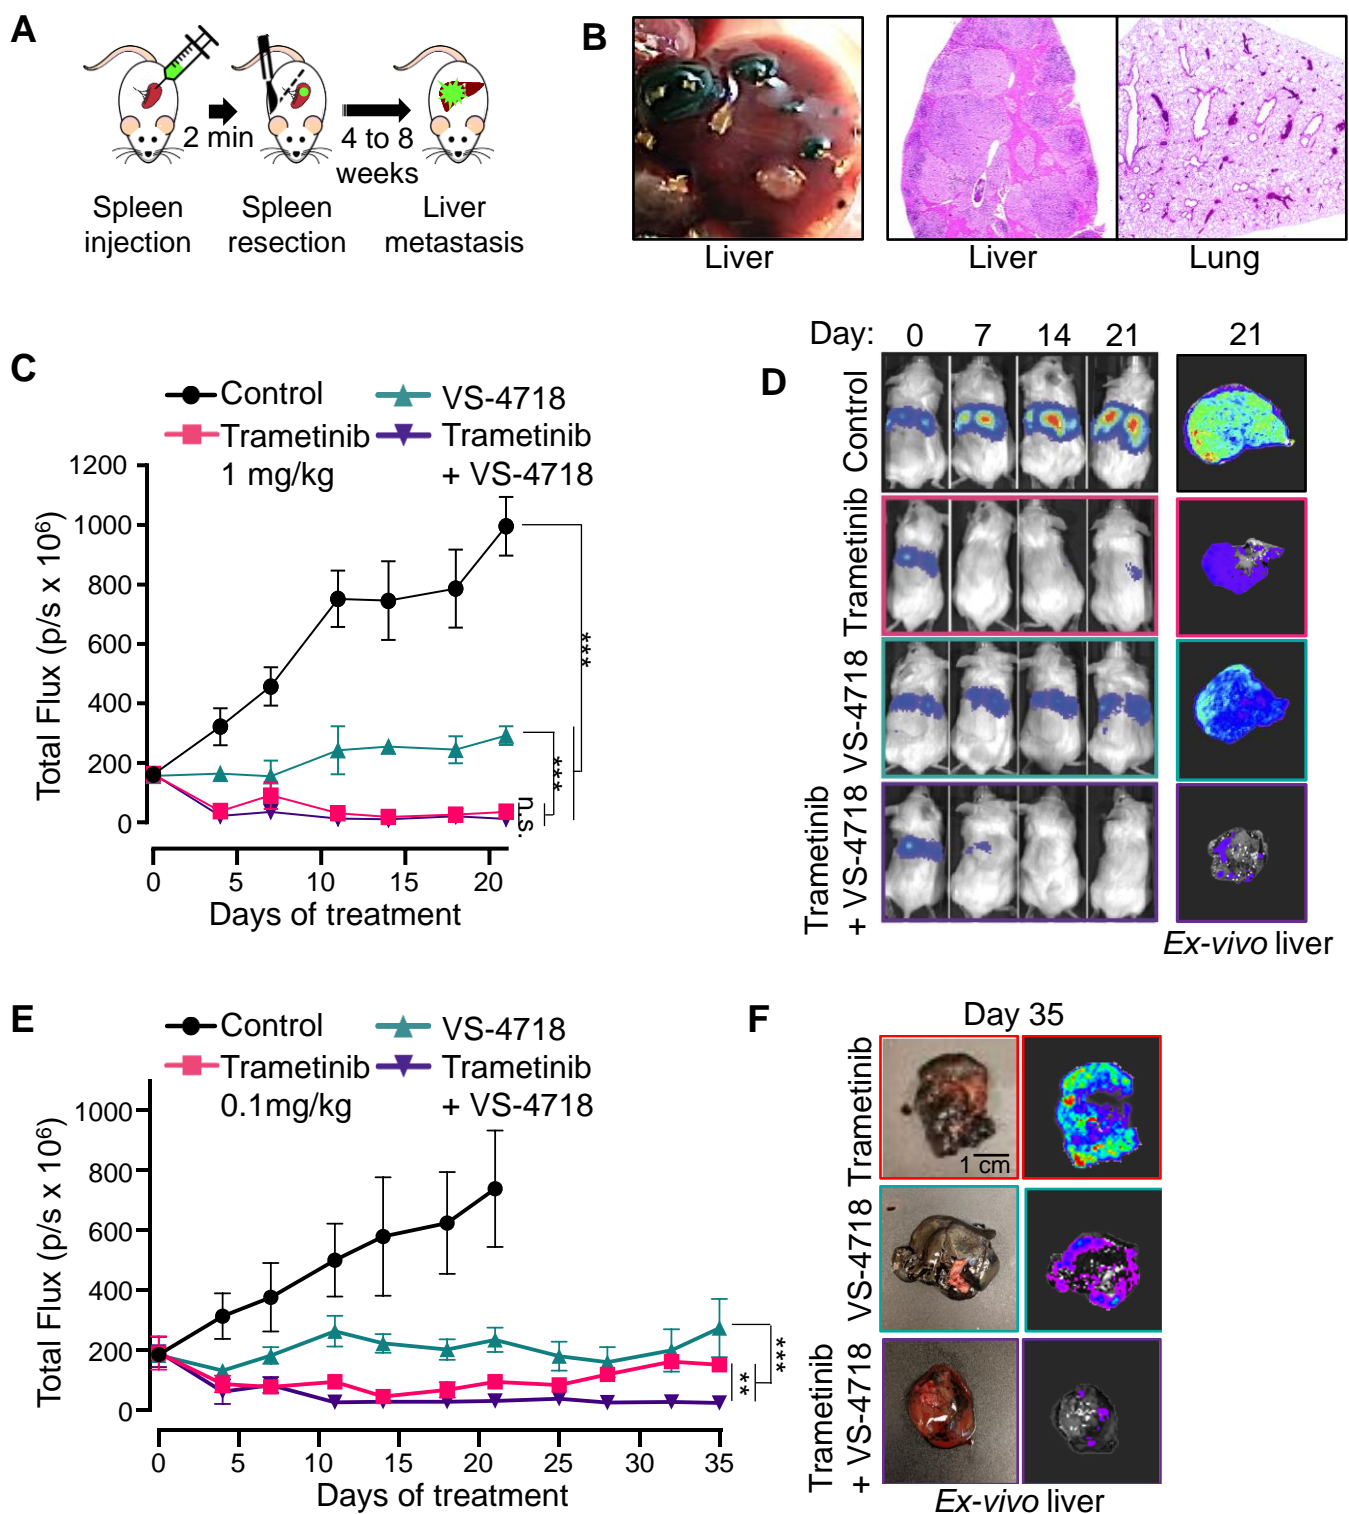 A
2 min
4 to 8
weeks
Spleen
injection
Spleen
resection
Liver
metastasis
B
Liver
Liver
Lung
C
Control
VS-4718
Trametinib
1 mg/kg
Trametinib
+ VS-4718
Total Flux (p/s x 10⁶)
1200
1000
800
600
400
200
0
***
***
n.s.
0 5 10 15 20
Days of treatment
D
Day: 0 7 14 21 21
Control
Trametinib
VS-4718
Trametinib
+ VS-4718
Ex-vivo liver
E
Control
VS-4718
Trametinib
0.1mg/kg
Trametinib
+ VS-4718
Total Flux (p/s x 10⁶)
1000
800
600
400
200
0
***
**
0 5 10 15 20 25 30 35
Days of treatment
F
Day 35
Trametinib
1 cm
VS-4718
Trametinib
+ VS-4718
Ex-vivo liver